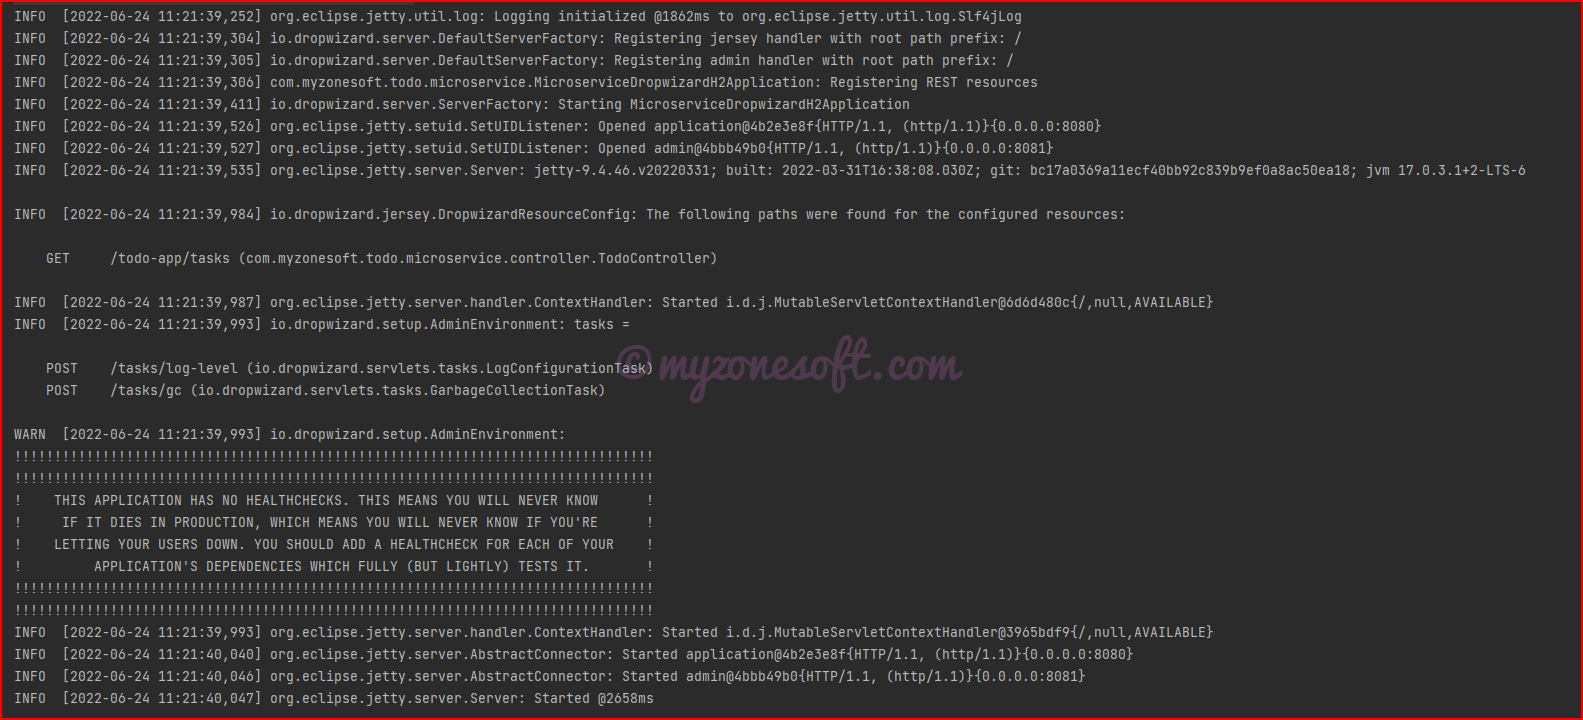 INFO  [2022-06-24 11:21:39,252] org.eclipse.jetty.util.log: Logging initialized @1862ms to org.eclipse.jetty.util.log.Slf4jLog
INFO  [2022-06-24 11:21:39,304] io.dropwizard.server.DefaultServerFactory: Registering jersey handler with root path prefix: /
INFO  [2022-06-24 11:21:39,305] io.dropwizard.server.DefaultServerFactory: Registering admin handler with root path prefix: /
INFO  [2022-06-24 11:21:39,306] com.myzonesoft.todo.microservice.MicroserviceDropwizardH2Application: Registering REST resources
INFO  [2022-06-24 11:21:39,411] io.dropwizard.server.ServerFactory: Starting MicroserviceDropwizardH2Application
INFO  [2022-06-24 11:21:39,526] org.eclipse.jetty.setuid.SetUIDListener: Opened application@4b2e3e8f{HTTP/1.1, (http/1.1)}{0.0.0.0:8080}
INFO  [2022-06-24 11:21:39,527] org.eclipse.jetty.setuid.SetUIDListener: Opened admin@4bbb49b0{HTTP/1.1, (http/1.1)}{0.0.0.0:8081}
INFO  [2022-06-24 11:21:39,535] org.eclipse.jetty.server.Server: jetty-9.4.46.v20220331; built: 2022-03-31T16:38:08.030Z; git: bc17a0369a11ecf40bb92c839b9ef0a8ac50ea18; jvm 17.0.3.1+2-LTS-6
INFO  [2022-06-24 11:21:39,984] io.dropwizard.jersey.DropwizardResourceConfig: The following paths were found for the configured resources:
    GET     /todo-app/tasks (com.myzonesoft.todo.microservice.controller.TodoController)
INFO  [2022-06-24 11:21:39,987] org.eclipse.jetty.server.handler.ContextHandler: Started i.d.j.MutableServletContextHandler@6d6d480c{/,null,AVAILABLE}
INFO  [2022-06-24 11:21:39,993] io.dropwizard.setup.AdminEnvironment: tasks =
    POST    /tasks/log-level (io.dropwizard.servlets.tasks.LogConfigurationTask)
© myzonesoft.com
    POST    /tasks/gc (io.dropwizard.servlets.tasks.GarbageCollectionTask)
WARN  [2022-06-24 11:21:39,993] io.dropwizard.setup.AdminEnvironment:
!!!!!!!!!!!!!!!!!!!!!!!!!!!!!!!!!!!!!!!!!!!!!!!!!!!!!!!!!!!!!!!!!!!!!!!!!!!!!!!!
!!!!!!!!!!!!!!!!!!!!!!!!!!!!!!!!!!!!!!!!!!!!!!!!!!!!!!!!!!!!!!!!!!!!!!!!!!!!!!!!
!    THIS APPLICATION HAS NO HEALTHCHECKS. THIS MEANS YOU WILL NEVER KNOW      !
!     IF IT DIES IN PRODUCTION, WHICH MEANS YOU WILL NEVER KNOW IF YOU'RE      !
!    LETTING YOUR USERS DOWN. YOU SHOULD ADD A HEALTHCHECK FOR EACH OF YOUR    !
!         APPLICATION'S DEPENDENCIES WHICH FULLY (BUT LIGHTLY) TESTS IT.       !
!!!!!!!!!!!!!!!!!!!!!!!!!!!!!!!!!!!!!!!!!!!!!!!!!!!!!!!!!!!!!!!!!!!!!!!!!!!!!!!!
!!!!!!!!!!!!!!!!!!!!!!!!!!!!!!!!!!!!!!!!!!!!!!!!!!!!!!!!!!!!!!!!!!!!!!!!!!!!!!!!
INFO  [2022-06-24 11:21:39,993] org.eclipse.jetty.server.handler.ContextHandler: Started i.d.j.MutableServletContextHandler@3965bdf9{/,null,AVAILABLE}
INFO  [2022-06-24 11:21:40,040] org.eclipse.jetty.server.AbstractConnector: Started application@4b2e3e8f{HTTP/1.1, (http/1.1)}{0.0.0.0:8080}
INFO  [2022-06-24 11:21:40,046] org.eclipse.jetty.server.AbstractConnector: Started admin@4bbb49b0{HTTP/1.1, (http/1.1)}{0.0.0.0:8081}
INFO  [2022-06-24 11:21:40,047] org.eclipse.jetty.server.Server: Started @2658ms